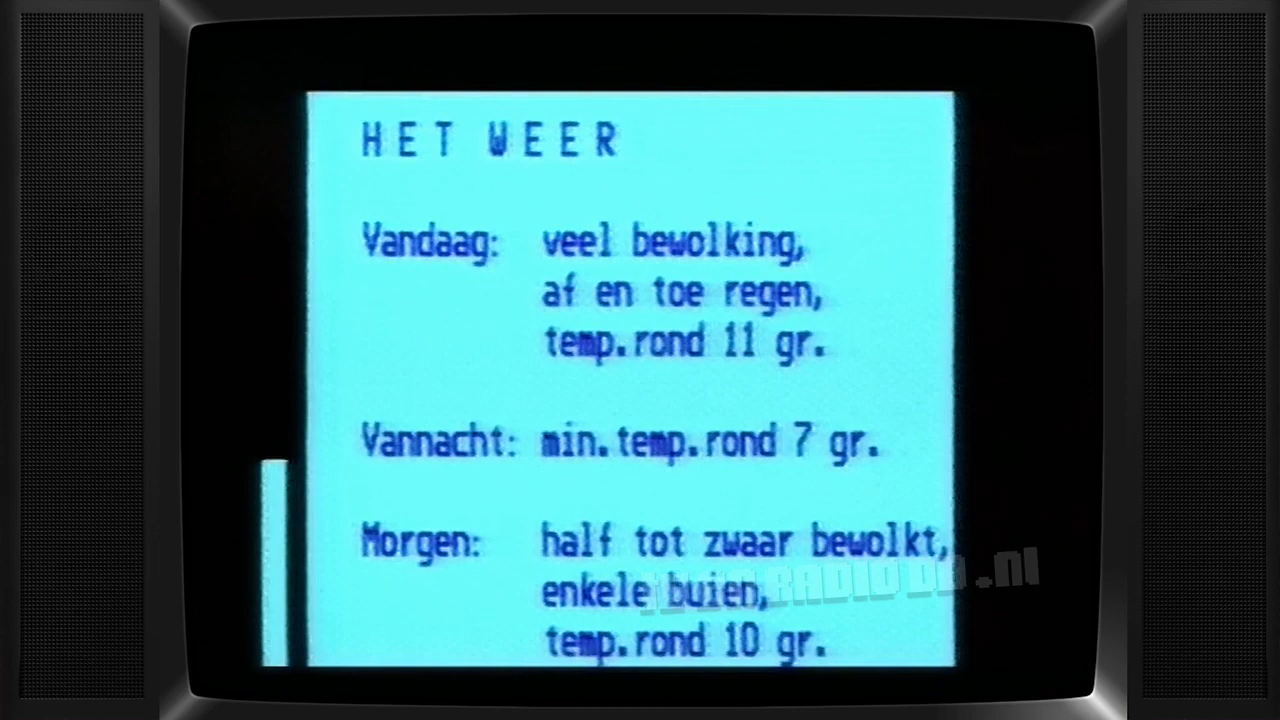 HET WEER
Vandaag: veel bewolking,
af en toe regen,
temp.rond 11 gr.
Vannacht: min.temp.rond 7 gr.
Morgen: half tot zwaar bewolkt,
enkele buien,
temp.rond 10 gr.